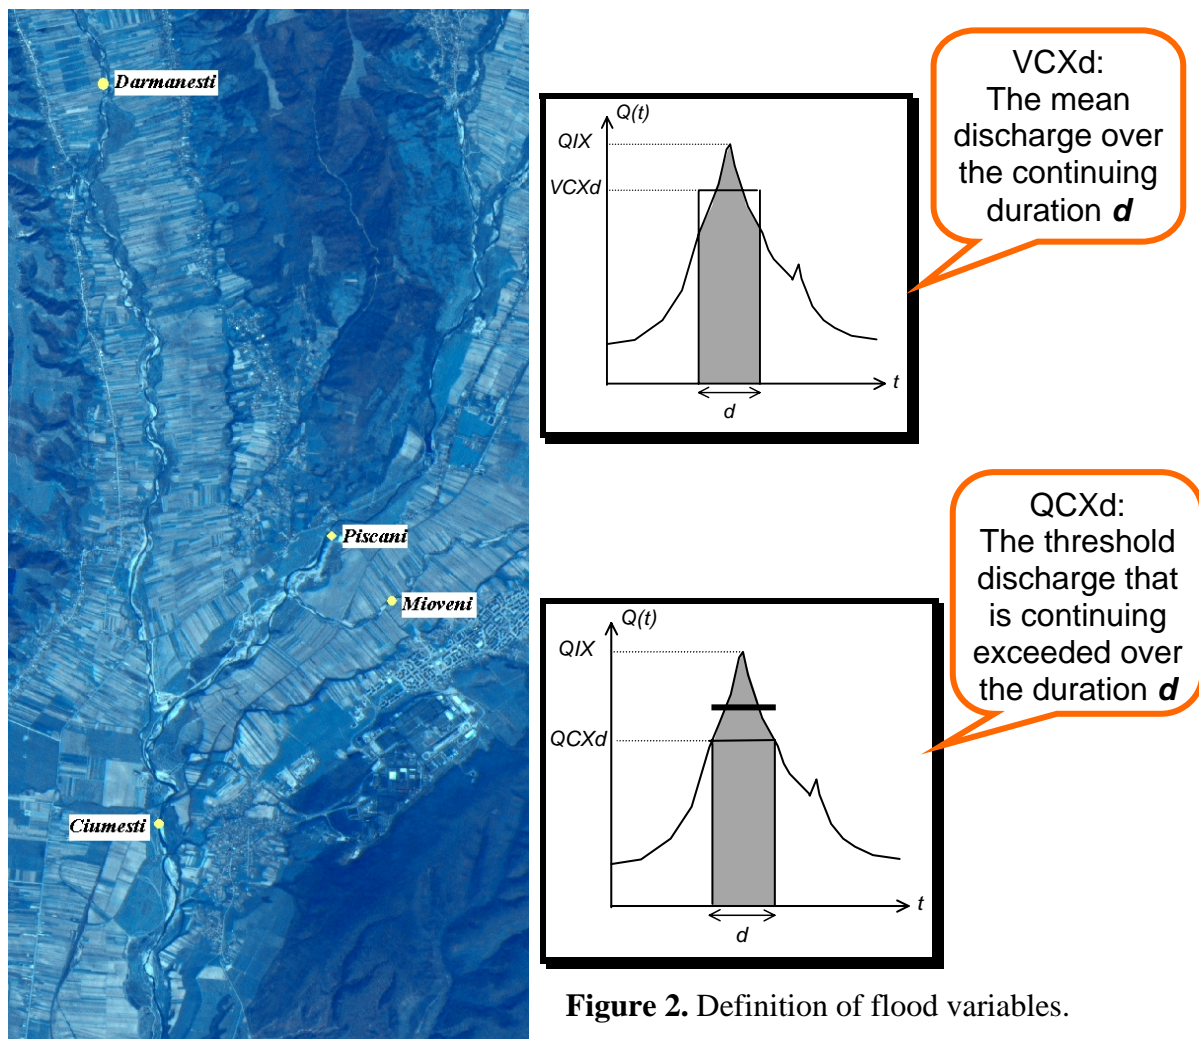 Darmanesti
Piscani
Mioveni
Ciumesti
Q(t)
QIX
VCXd
t
d
VCXd:
The mean
discharge over
the continuing
duration d
Q(t)
QIX
QCXd
t
d
QCXd:
The threshold
discharge that
is continuing
exceeded over
the duration d
Figure 2. Definition of flood variables.